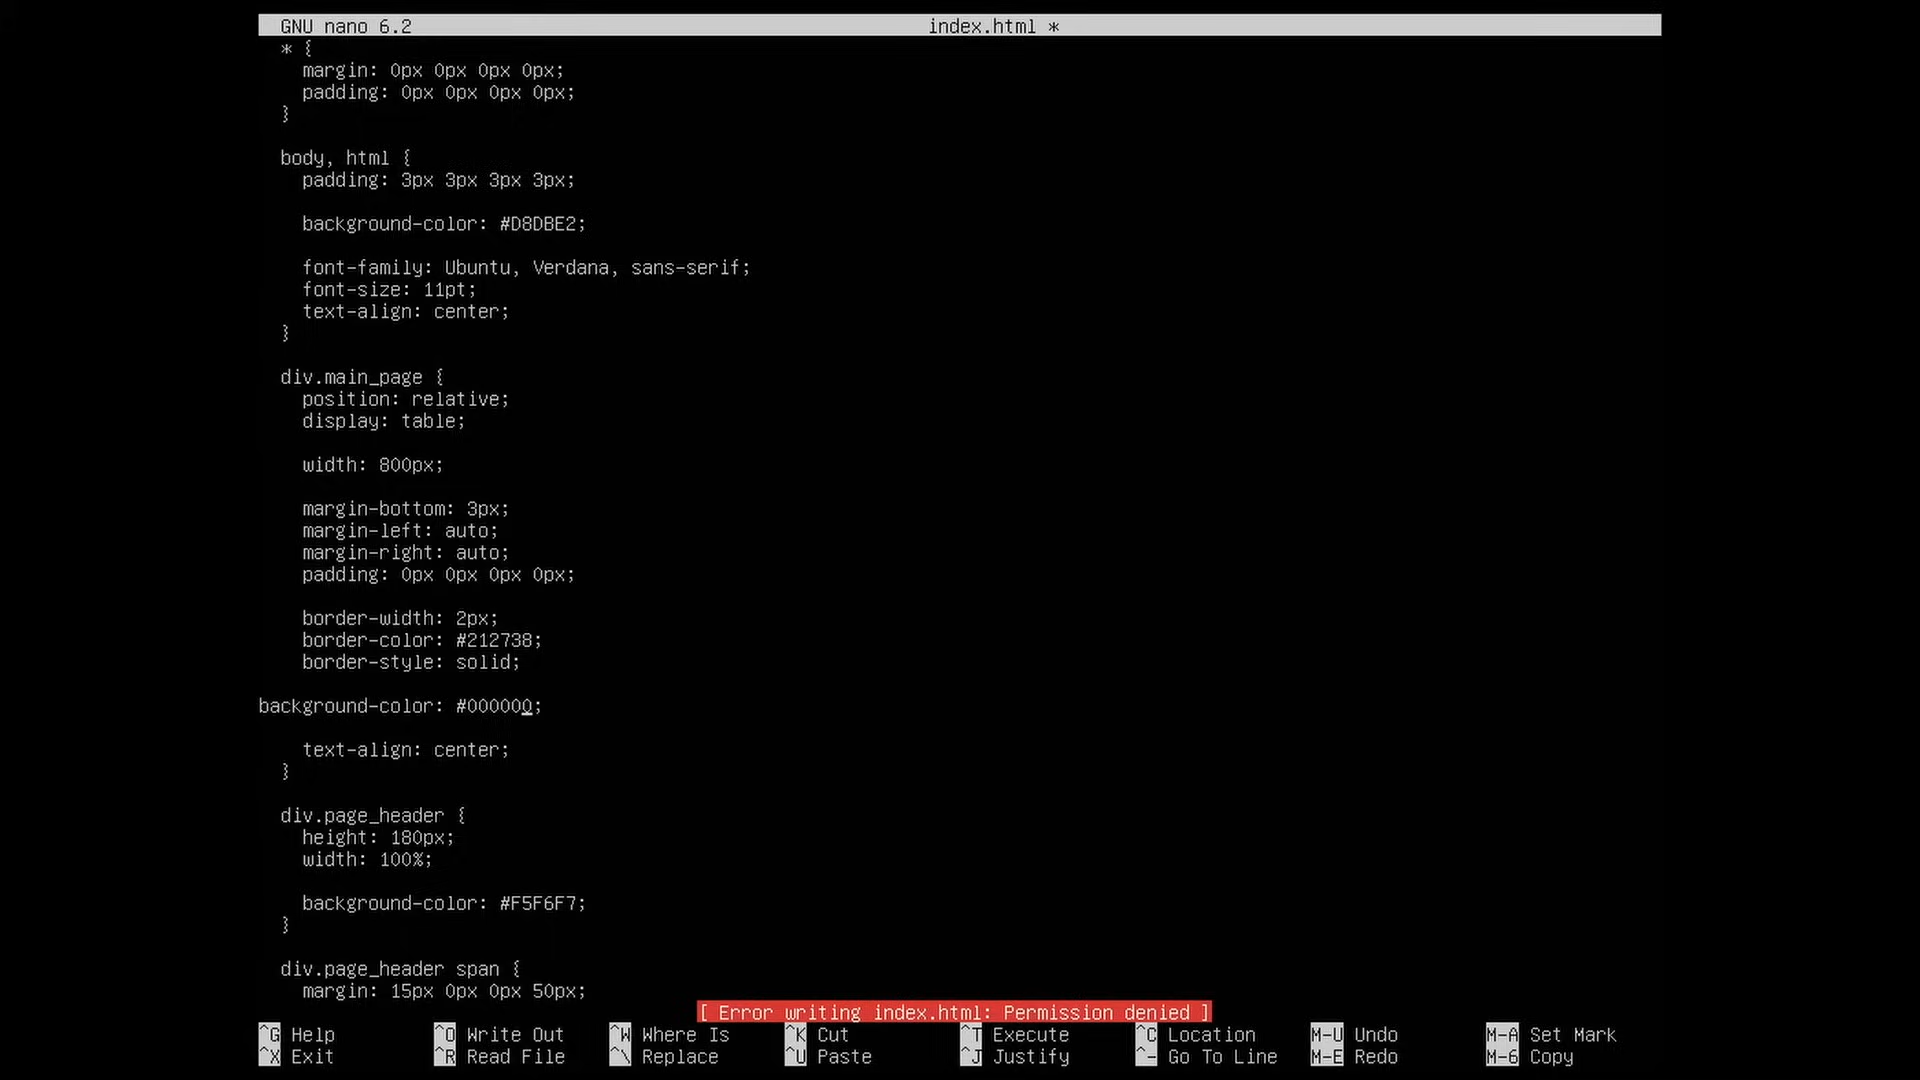 GNU nano 6.2 index.html *
* {
margin: 0px 0px 0px 0px;
padding: 0px 0px 0px 0px;
}
body, html {
padding: 3px 3px 3px 3px;
background-color: #D8DBE2;
font-family: Ubuntu, Verdana, sans-serif;
font-size: 11pt;
text-align: center;
}
div.main_page {
position: relative;
display: table;
width: 800px;
margin-bottom: 3px;
margin-left: auto;
margin-right: auto;
padding: 0px 0px 0px 0px;
border-width: 2px;
border-color: #212738;
border-style: solid;
background-color: #000000;
text-align: center;
}
div.page_header {
height: 180px;
width: 100%;
background-color: #F5F6F7;
}
div.page_header span {
margin: 15px 0px 0px 50px;
[ Error writing index.html: Permission denied ]
^G Help ^O Write Out ^W Where Is ^K Cut ^T Execute ^C Location M-U Undo M-A Set Mark
^X Exit ^R Read File ^\ Replace ^U Paste ^J Justify ^- Go To Line M-E Redo M-6 Copy